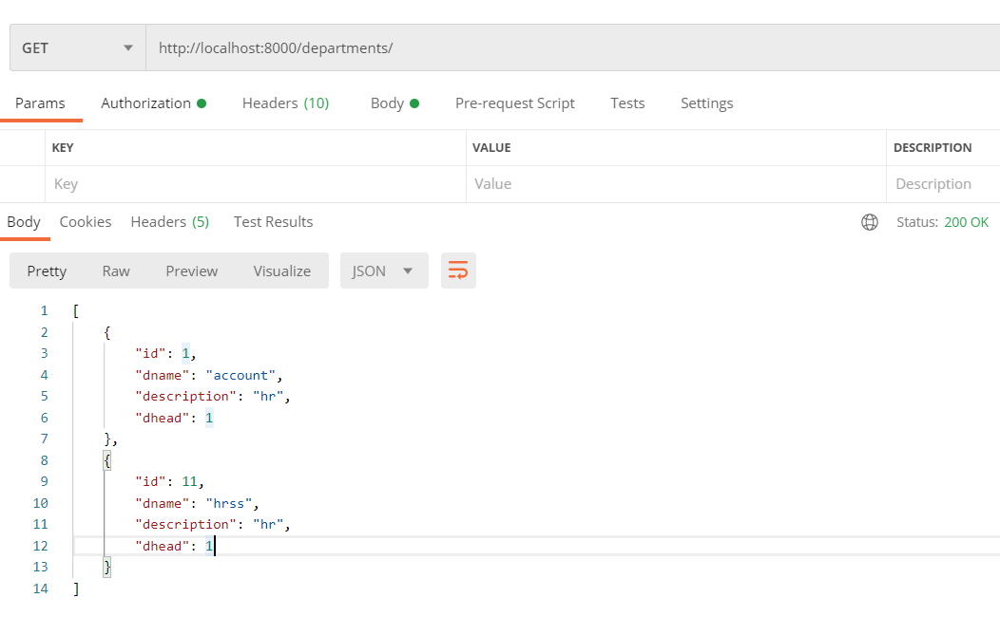 GET http://localhost:8000/departments/
Params Authorization Headers (10) Body Pre-request Script Tests Settings
KEY VALUE DESCRIPTION
Key Value Description
Body Cookies Headers (5) Test Results Status: 200 OK
Pretty Raw Preview Visualize JSON
1 [
2 {
3 "id": 1,
4 "dname": "account",
5 "description": "hr",
6 "dhead": 1
7 },
8 {
9 "id": 11,
10 "dname": "hrss",
11 "description": "hr",
12 "dhead": 1
13 }
14 ]